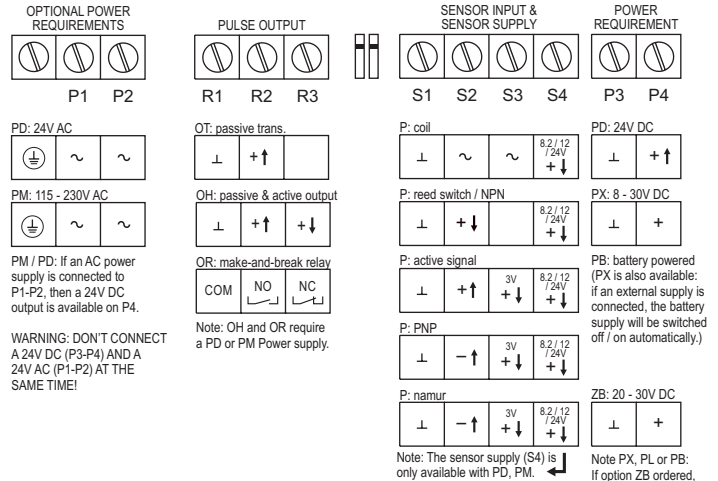 OPTIONAL POWER
REQUIREMENTS
P1 P2
PD: 24V AC
~ ~
PM: 115 - 230V AC
~ ~
PM / PD: If an AC power
supply is connected to
P1-P2, then a 24V DC
output is available on P4.
WARNING: DON'T CONNECT
A 24V DC (P3-P4) AND A
24V AC (P1-P2) AT THE
SAME TIME!
PULSE OUTPUT
R1 R2 R3
OT: passive trans.
⊥ +↑
OH: passive & active output
⊥ +↑ +↓
OR: make-and-break relay
COM NO NC
Note: OH and OR require
a PD or PM Power supply.
SENSOR INPUT &
SENSOR SUPPLY
S1 S2 S3 S4
P: coil
⊥ ~ ~ 8.2 / 12
/ 24V
+↓
P: reed switch / NPN
⊥ +↓ 8.2 / 12
/ 24V
+↓
P: active signal
⊥ +↑ 3V +↓ 8.2 / 12
/ 24V
+↓
P: PNP
⊥ −↑ 3V +↓ 8.2 / 12
/ 24V
+↓
P: namur
⊥ −↑ 3V +↓ 8.2 / 12
/ 24V
+↓
Note: The sensor supply (S4) is
only available with PD, PM.
POWER
REQUIREMENT
P3 P4
PD: 24V DC
⊥ +↑
PX: 8 - 30V DC
⊥ +
PB: battery powered
(PX is also available:
if an external supply is
connected, the battery
supply will be switched
off / on automatically.)
ZB: 20 - 30V DC
⊥ +
Note PX, PL or PB:
If option ZB ordered,